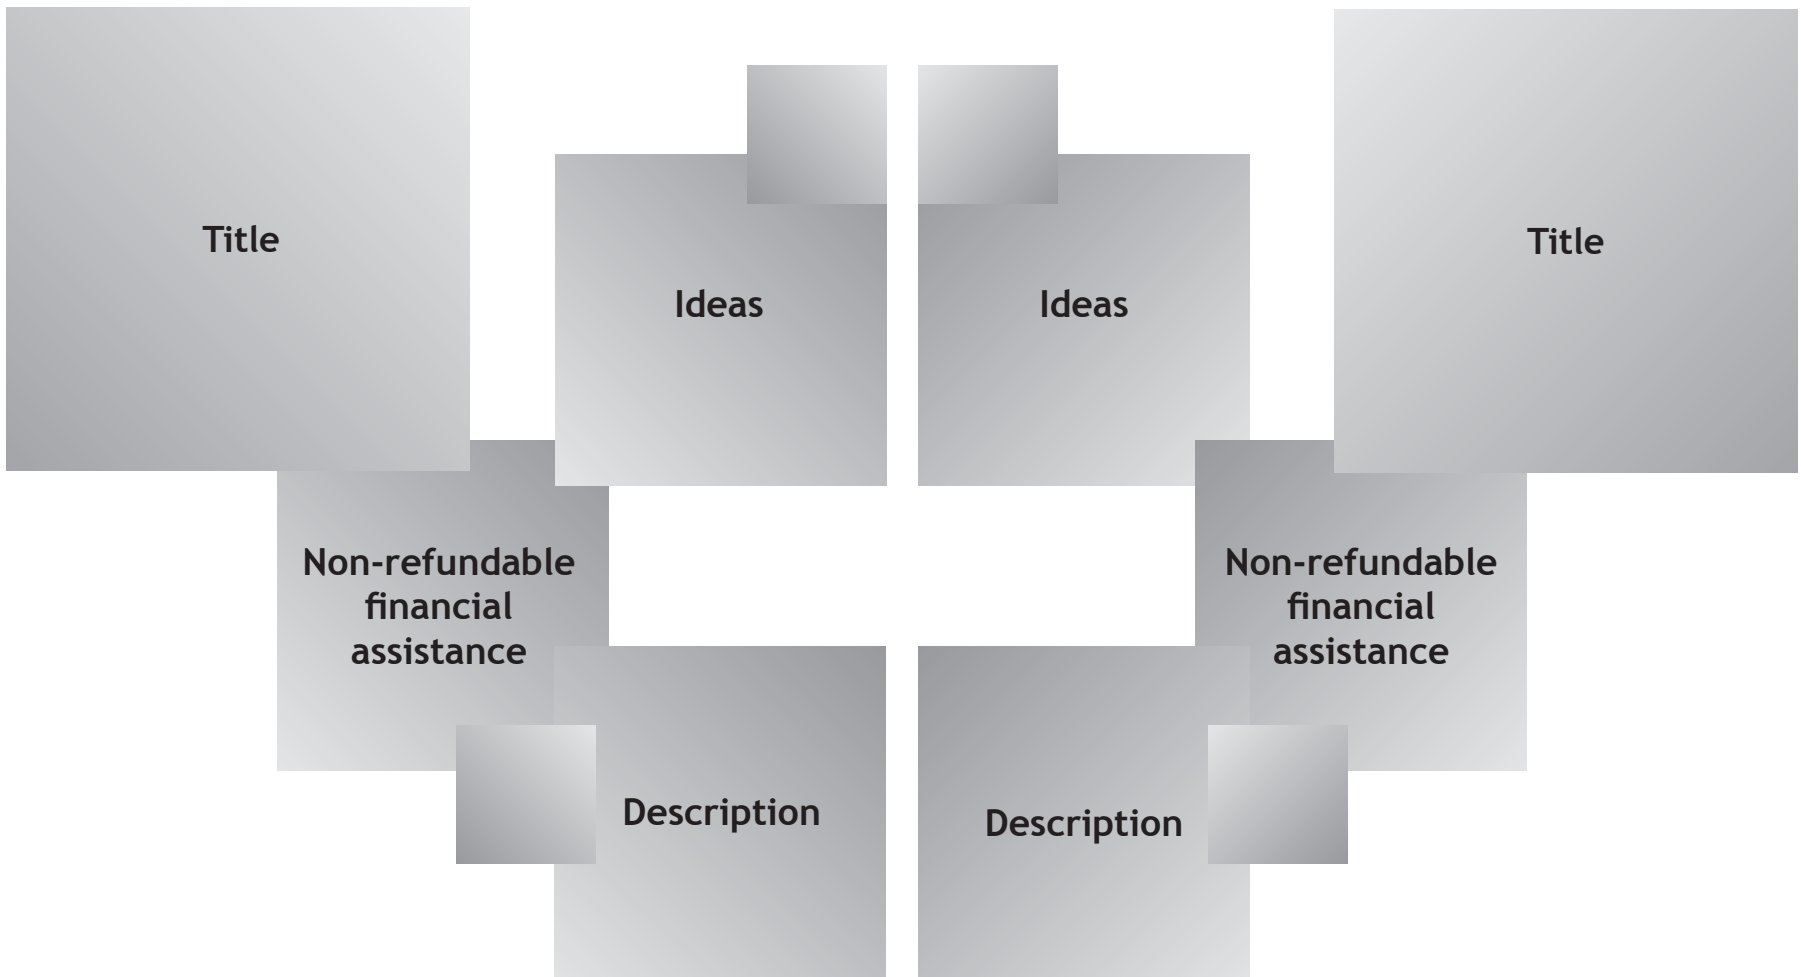 Title
Ideas
Non-refundable
financial
assistance
Description
Ideas
Title
Non-refundable
financial
assistance
Description